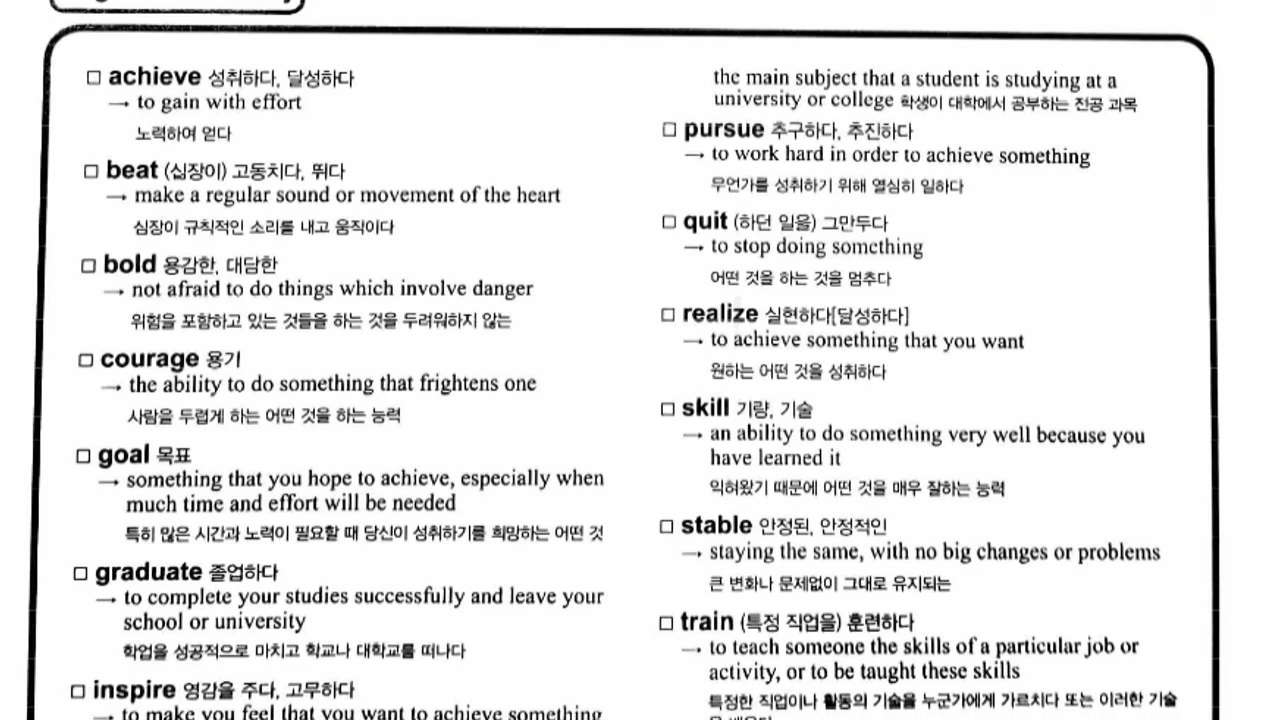 □ achieve 성취하다, 달성하다
→ to gain with effort
노력하여 얻다
□ beat (심장이) 고동치다, 뛰다
→ make a regular sound or movement of the heart
심장이 규칙적인 소리를 내고 움직이다
□ bold 용감한, 대담한
→ not afraid to do things which involve danger
위험을 포함하고 있는 것들을 하는 것을 두려워하지 않는
□ courage 용기
→ the ability to do something that frightens one
사람을 두렵게 하는 어떤 것을 하는 능력
□ goal 목표
→ something that you hope to achieve, especially when
much time and effort will be needed
특히 많은 시간과 노력이 필요할 때 당신이 성취하기를 희망하는 어떤 것
□ graduate 졸업하다
→ to complete your studies successfully and leave your
school or university
학업을 성공적으로 마치고 학교나 대학교를 떠나다
□ inspire 영감을 주다, 고무하다
→ to make you feel that you want to achieve something
the main subject that a student is studying at a
university or college 학생이 대학에서 공부하는 전공 과목
□ pursue 추구하다, 추진하다
→ to work hard in order to achieve something
무언가를 성취하기 위해 열심히 일하다
□ quit (하던 일을) 그만두다
→ to stop doing something
어떤 것을 하는 것을 멈추다
□ realize 실현하다[달성하다]
→ to achieve something that you want
원하는 어떤 것을 성취하다
□ skill 기량, 기술
→ an ability to do something very well because you
have learned it
익혀왔기 때문에 어떤 것을 매우 잘하는 능력
□ stable 안정된, 안정적인
→ staying the same, with no big changes or problems
큰 변화나 문제없이 그대로 유지되는
□ train (특정 직업을) 훈련하다
→ to teach someone the skills of a particular job or
activity, or to be taught these skills
특정한 직업이나 활동의 기술을 누군가에게 가르치다 또는 이러한 기술